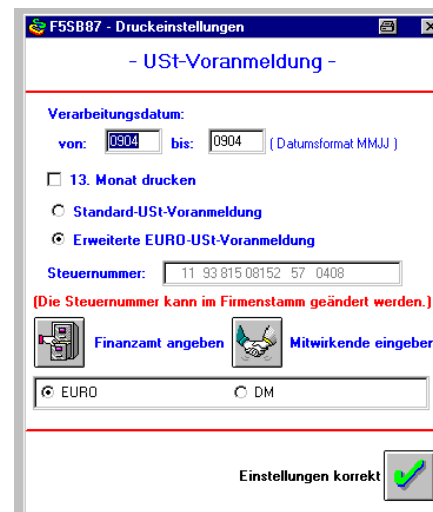 F5SB87 - Druckeinstellungen
- USt-Voranmeldung -
Verarbeitungsdatum:
von: 0904 bis: 0904 ( Datumsformat MMJJ )
13. Monat drucken
Standard-USt-Voranmeldung
Erweiterte EURO-USt-Voranmeldung
Steuernummer: 11 93 815 08152 57 0408
(Die Steuernummer kann im Firmenstamm geändert werden.)
Finanzamt angeben Mitwirkende eingeben
EURO DM
Einstellungen korrekt